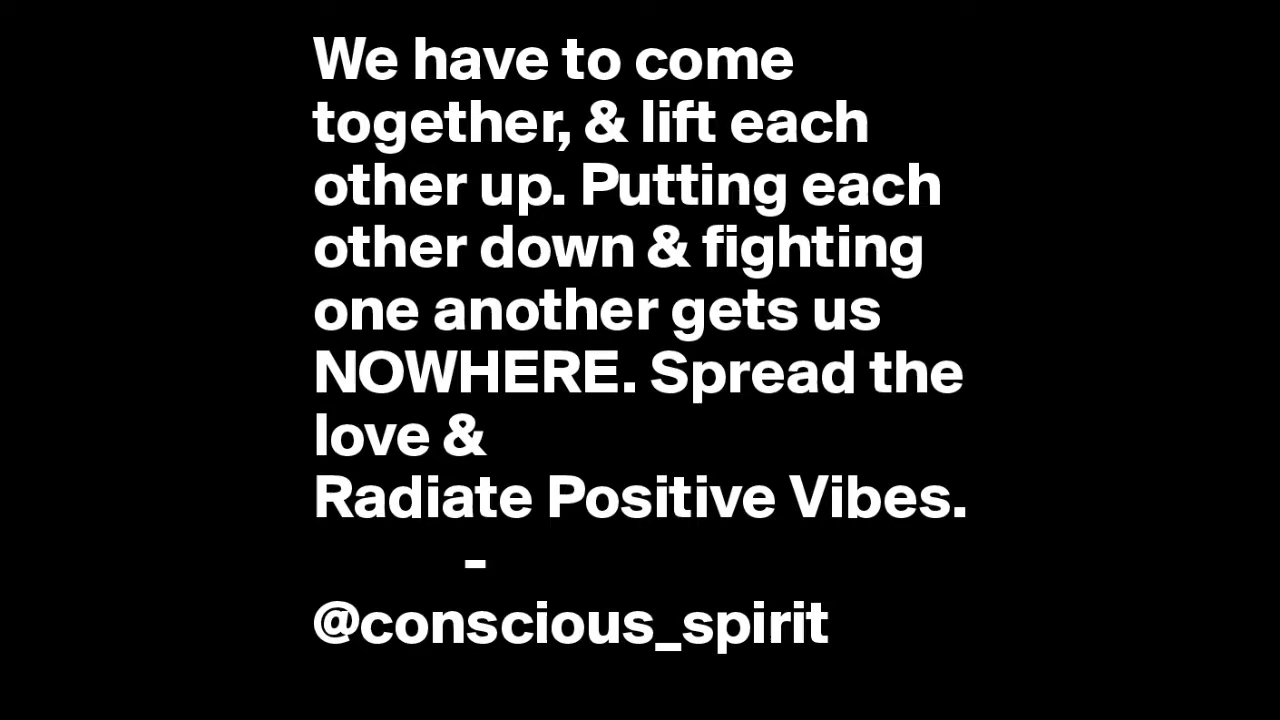 We have to come
together, & lift each
other up. Putting each
other down & fighting
one another gets us
NOWHERE. Spread the
love &
Radiate Positive Vibes.
-
@conscious_spirit